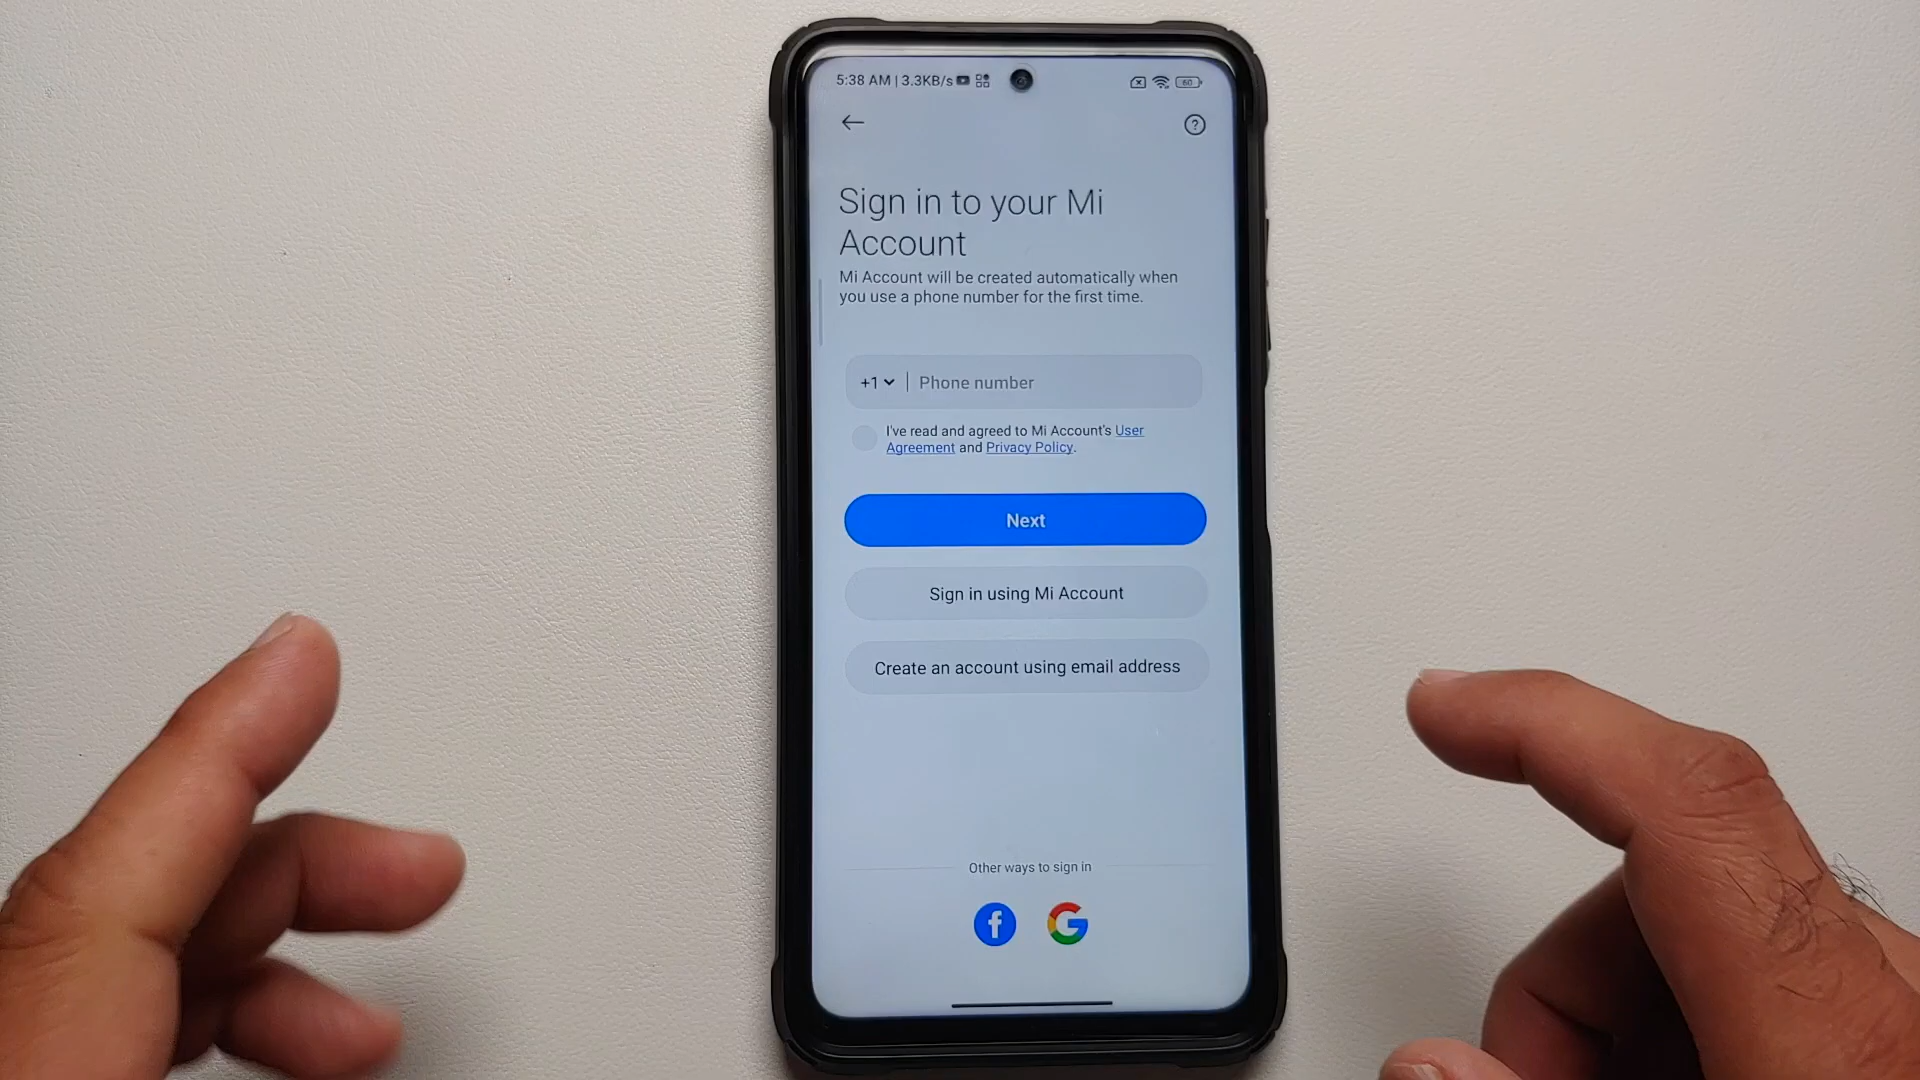 5:38 AM | 3.3KB/s
60
Sign in to your Mi
Account
Mi Account will be created automatically when
you use a phone number for the first time.
+1 | Phone number
I've read and agreed to Mi Account's User
Agreement and Privacy Policy.
Next
Sign in using Mi Account
Create an account using email address
Other ways to sign in